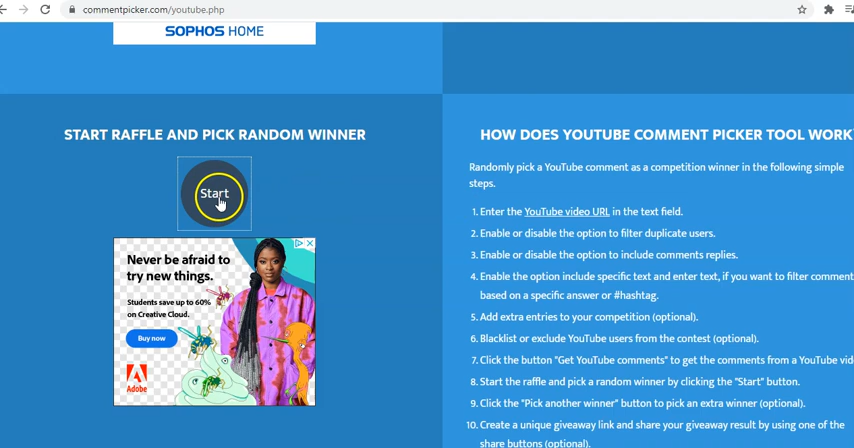 commentpicker.com/youtube.php
SOPHOS HOME
START RAFFLE AND PICK RANDOM WINNER
Start
Never be afraid to
try new things.
Students save up to 60%
on Creative Cloud.
Buy now
Adobe
HOW DOES YOUTUBE COMMENT PICKER TOOL WORK
Randomly pick a YouTube comment as a competition winner in the following simple
steps.
1. Enter the YouTube video URL in the text field.
2. Enable or disable the option to filter duplicate users.
3. Enable or disable the option to include comments replies.
4. Enable the option include specific text and enter text, if you want to filter comment
based on a specific answer or #hashtag.
5. Add extra entries to your competition (optional).
6. Blacklist or exclude YouTube users from the contest (optional).
7. Click the button "Get YouTube comments" to get the comments from a YouTube vid
8. Start the raffle and pick a random winner by clicking the "Start" button.
9. Click the "Pick another winner" button to pick an extra winner (optional).
10. Create a unique giveaway link and share your giveaway result by using one of the
share buttons (optional).